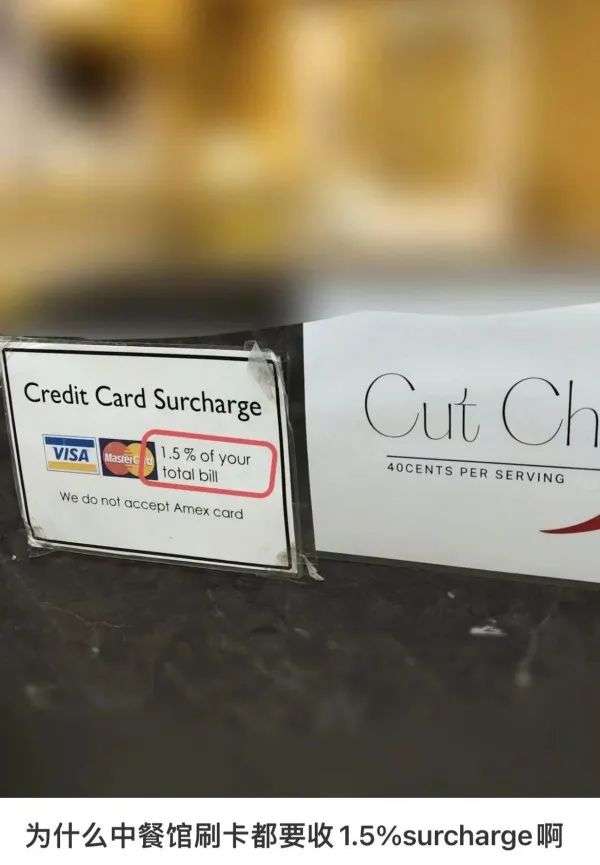 Credit Card Surcharge
VISA MasterCard 1.5% of your
total bill
We do not accept Amex card
Cut Ch
40CENTS PER SERVING
为什么中餐馆刷卡都要收1.5%surcharge啊